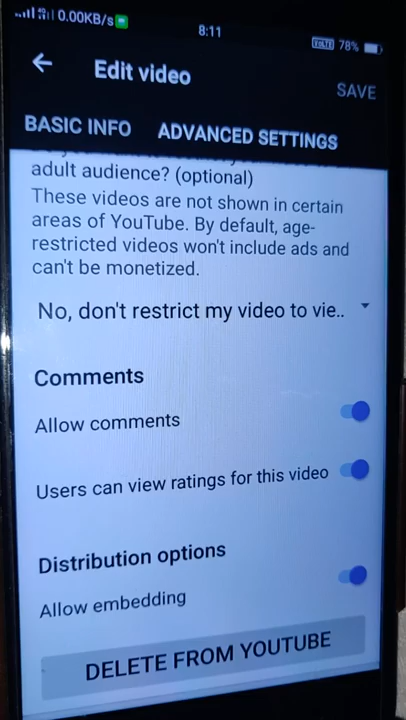 0.00KB/s
8:11
VoLTE 78%
Edit video
SAVE
BASIC INFO ADVANCED SETTINGS
adult audience? (optional)
These videos are not shown in certain
areas of YouTube. By default, age-
restricted videos won't include ads and
can't be monetized.
No, don't restrict my video to vie..
Comments
Allow comments
Users can view ratings for this video
Distribution options
Allow embedding
DELETE FROM YOUTUBE